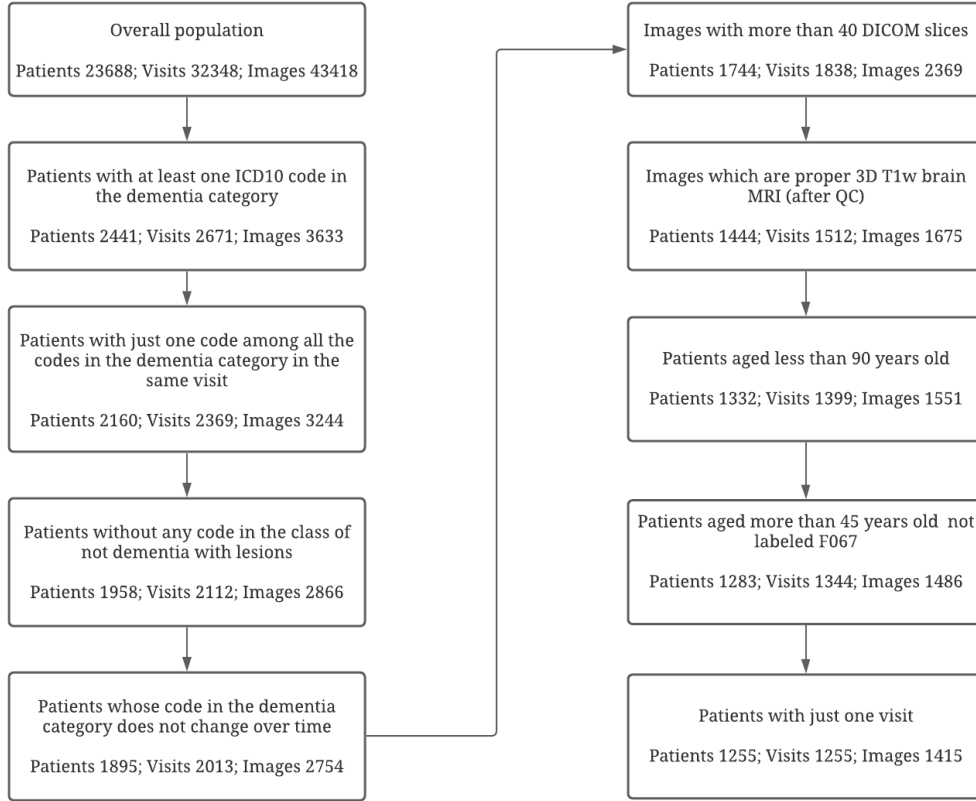 Overall population
Patients 23688; Visits 32348; Images 43418
Patients with at least one ICD10 code in
the dementia category
Patients 2441; Visits 2671; Images 3633
Patients with just one code among all the
codes in the dementia category in the
same visit
Patients 2160; Visits 2369; Images 3244
Patients without any code in the class of
not dementia with lesions
Patients 1958; Visits 2112; Images 2866
Patients whose code in the dementia
category does not change over time
Patients 1895; Visits 2013; Images 2754
Images with more than 40 DICOM slices
Patients 1744; Visits 1838; Images 2369
Images which are proper 3D T1w brain
MRI (after QC)
Patients 1444; Visits 1512; Images 1675
Patients aged less than 90 years old
Patients 1332; Visits 1399; Images 1551
Patients aged more than 45 years old  not
labeled F067
Patients 1283; Visits 1344; Images 1486
Patients with just one visit
Patients 1255; Visits 1255; Images 1415